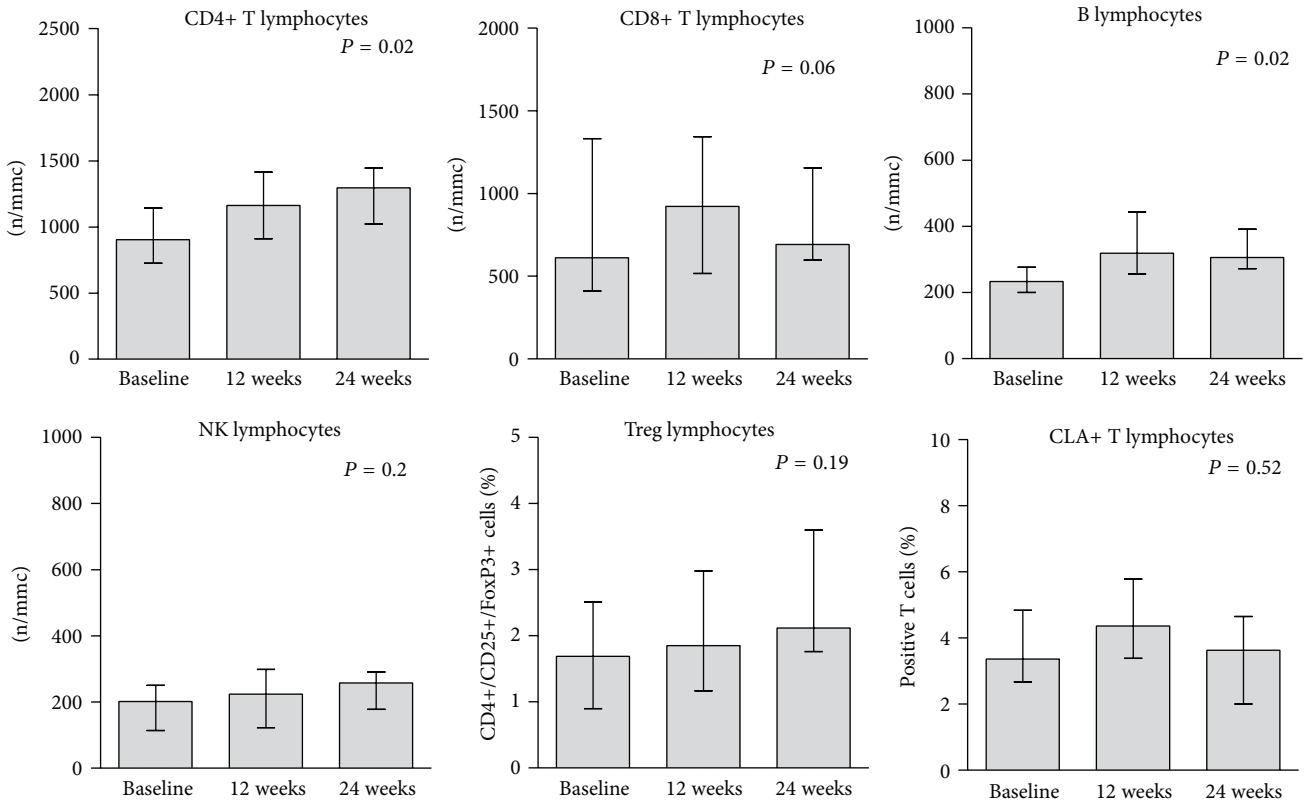 CD4+ T lymphocytes
P = 0.02
2500
2000
1500
1000
500
0
(n/mmc)
Baseline 12 weeks 24 weeks
CD8+ T lymphocytes
P = 0.06
2000
1500
1000
500
0
(n/mmc)
Baseline 12 weeks 24 weeks
B lymphocytes
P = 0.02
1000
800
600
400
200
0
(n/mmc)
Baseline 12 weeks 24 weeks
NK lymphocytes
P = 0.2
1000
800
600
400
200
0
(n/mmc)
Baseline 12 weeks 24 weeks
Treg lymphocytes
P = 0.19
5
4
3
2
1
0
CD4+/CD25+/FoxP3+ cells (%)
Baseline 12 weeks 24 weeks
CLA+ T lymphocytes
P = 0.52
10
8
6
4
2
0
Positive T cells (%)
Baseline 12 weeks 24 weeks